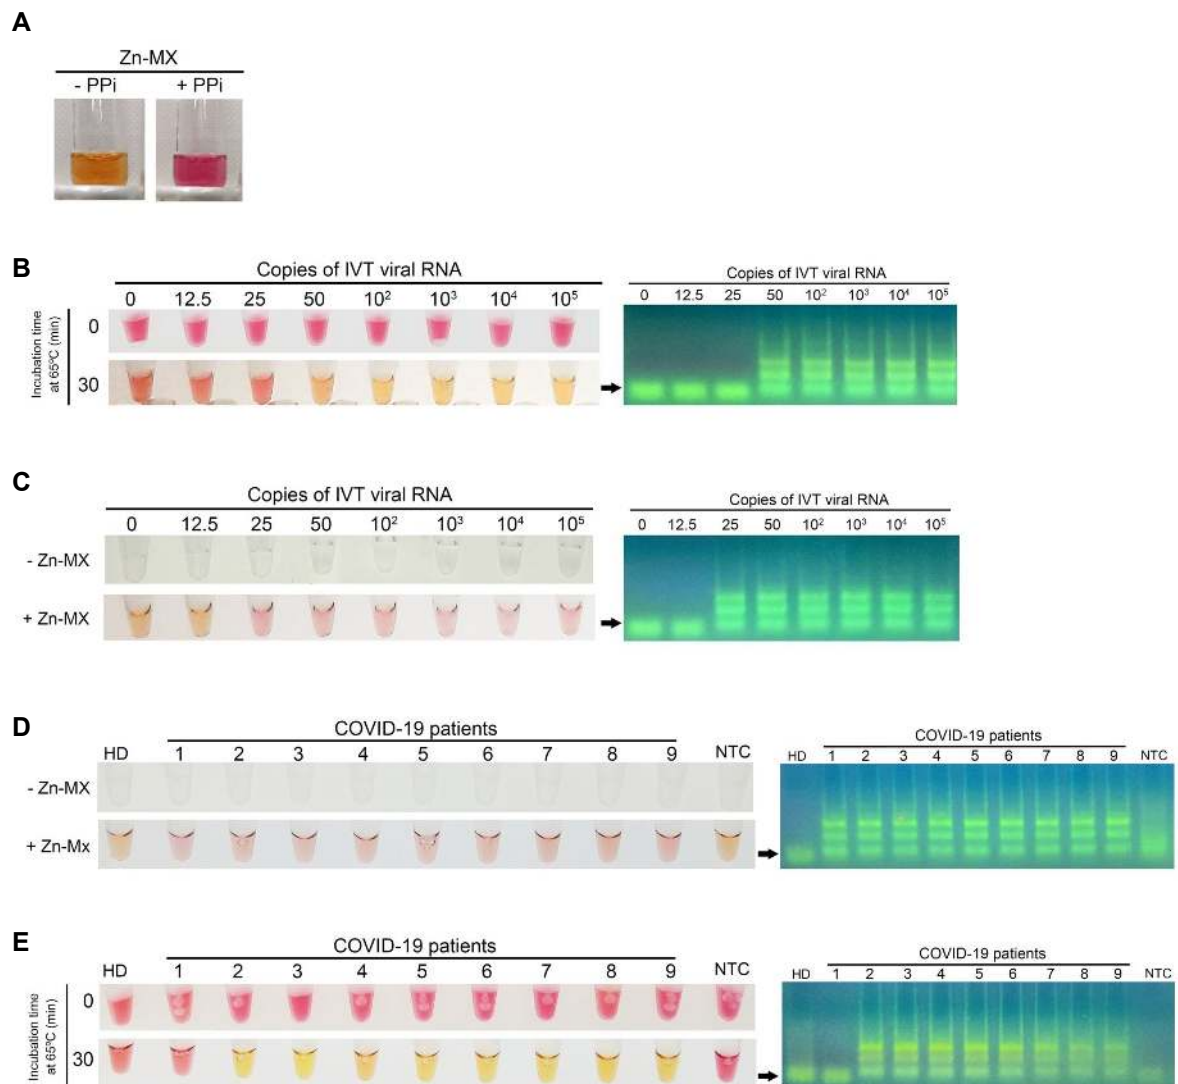 A
Zn-MX
- PPi + PPi
B
Copies of IVT viral RNA
0 12.5 25 50 10² 10³ 10⁴ 10⁵
Incubation time
at 65ºC (min)
0
30
Copies of IVT viral RNA
0 12.5 25 50 10² 10³ 10⁴ 10⁵
C
Copies of IVT viral RNA
0 12.5 25 50 10² 10³ 10⁴ 10⁵
- Zn-MX
+ Zn-MX
Copies of IVT viral RNA
0 12.5 25 50 10² 10³ 10⁴ 10⁵
D
COVID-19 patients
HD 1 2 3 4 5 6 7 8 9 NTC
- Zn-MX
+ Zn-Mx
COVID-19 patients
HD 1 2 3 4 5 6 7 8 9 NTC
E
COVID-19 patients
HD 1 2 3 4 5 6 7 8 9 NTC
Incubation time
at 65ºC (min)
0
30
COVID-19 patients
HD 1 2 3 4 5 6 7 8 9 NTC